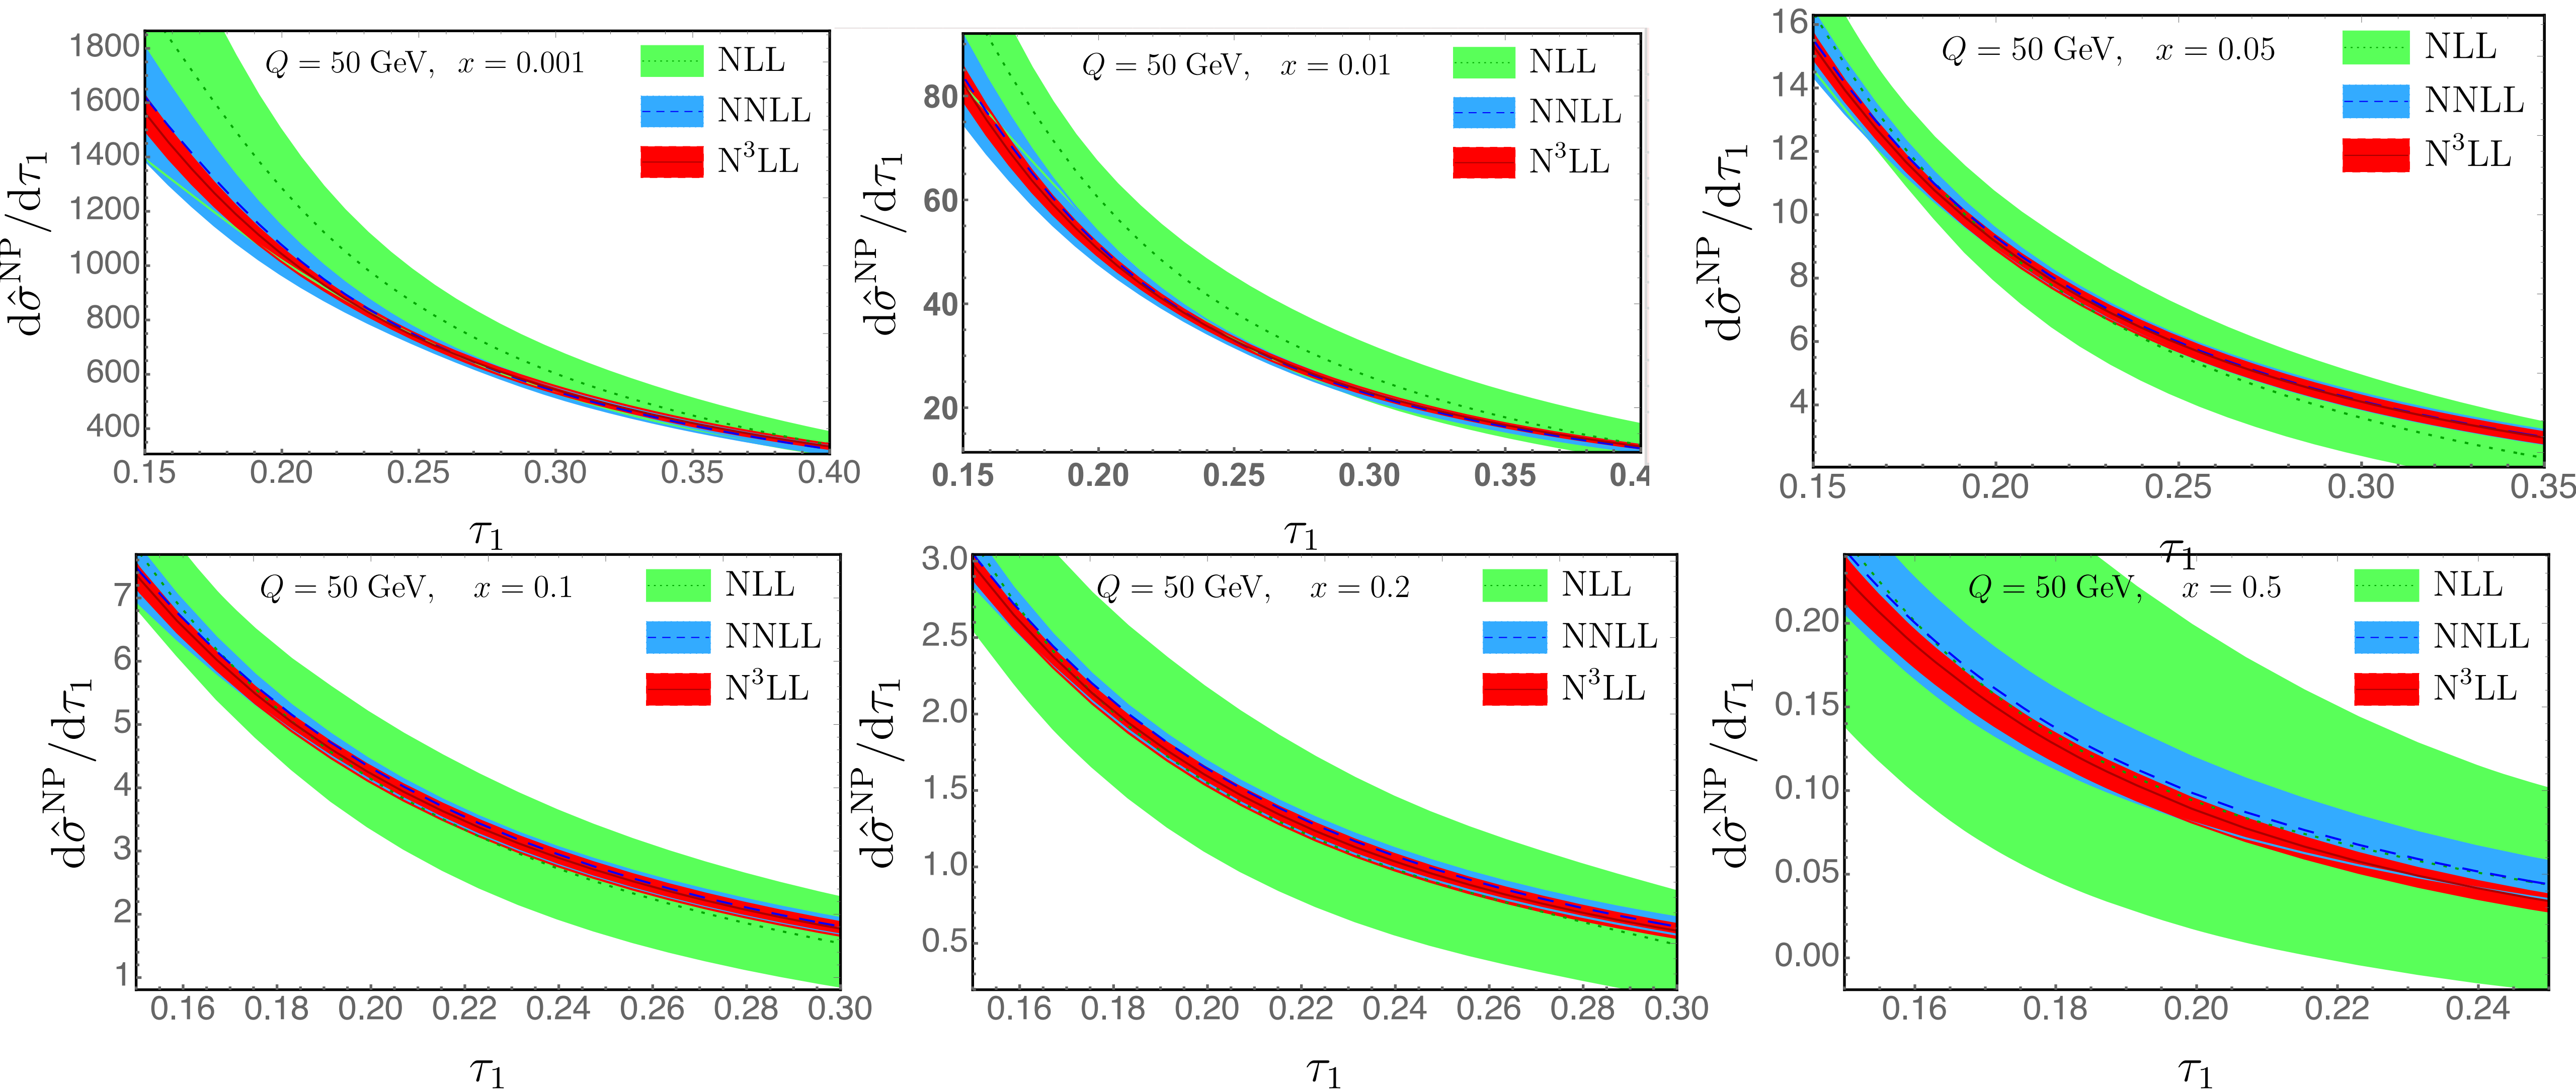 Q = 50 GeV, x = 0.001
NLL
NNLL
N³LL
dσ̂^NP/dτ₁
1800
1600
1400
1200
1000
800
600
400
0.15 0.20 0.25 0.30 0.35 0.40
τ₁
Q = 50 GeV, x = 0.01
NLL
NNLL
N³LL
dσ̂^NP/dτ₁
80
60
40
20
0.15 0.20 0.25 0.30 0.35 0.4
τ₁
Q = 50 GeV, x = 0.05
NLL
NNLL
N³LL
dσ̂^NP/dτ₁
16
14
12
10
8
6
4
0.15 0.20 0.25 0.30 0.35
τ₁
Q = 50 GeV, x = 0.1
NLL
NNLL
N³LL
dσ̂^NP/dτ₁
7
6
5
4
3
2
1
0.16 0.18 0.20 0.22 0.24 0.26 0.28 0.30
τ₁
Q = 50 GeV, x = 0.2
NLL
NNLL
N³LL
dσ̂^NP/dτ₁
3.0
2.5
2.0
1.5
1.0
0.5
0.16 0.18 0.20 0.22 0.24 0.26 0.28 0.30
τ₁
Q = 50 GeV, x = 0.5
NLL
NNLL
N³LL
dσ̂^NP/dτ₁
0.20
0.15
0.10
0.05
0.00
0.16 0.18 0.20 0.22 0.24
τ₁